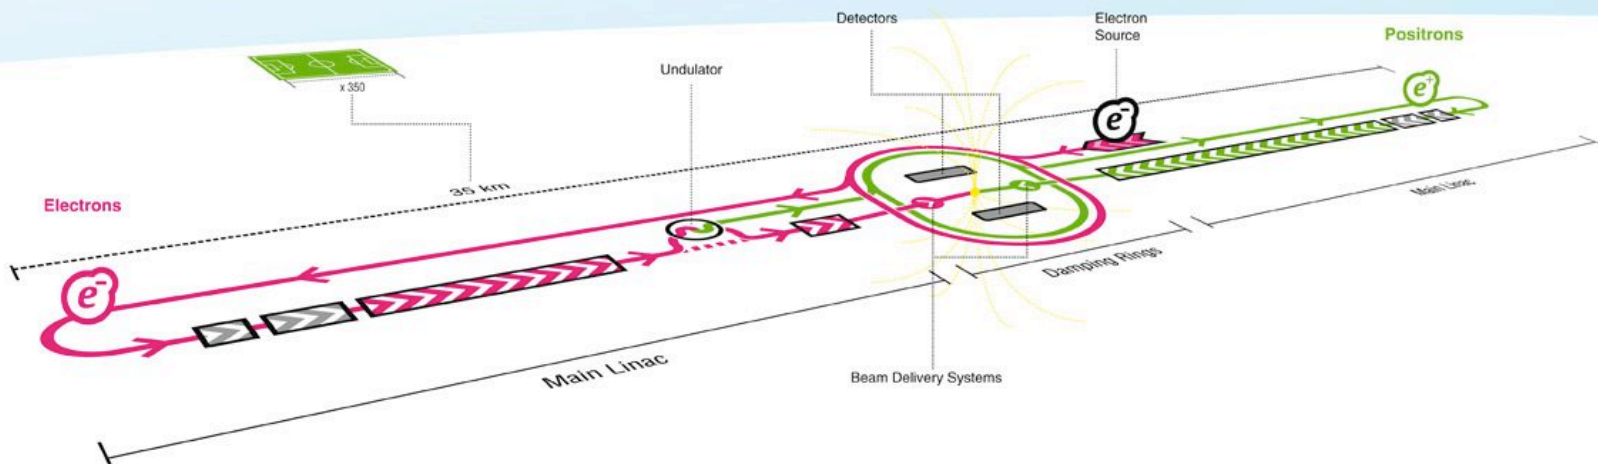 Detectors
Electron
Source
Positrons
Undulator
x 350
e⁺
e⁻
35 km
Electrons
e⁻
Main Linac
Damping Rings
Main Linac
Beam Delivery Systems